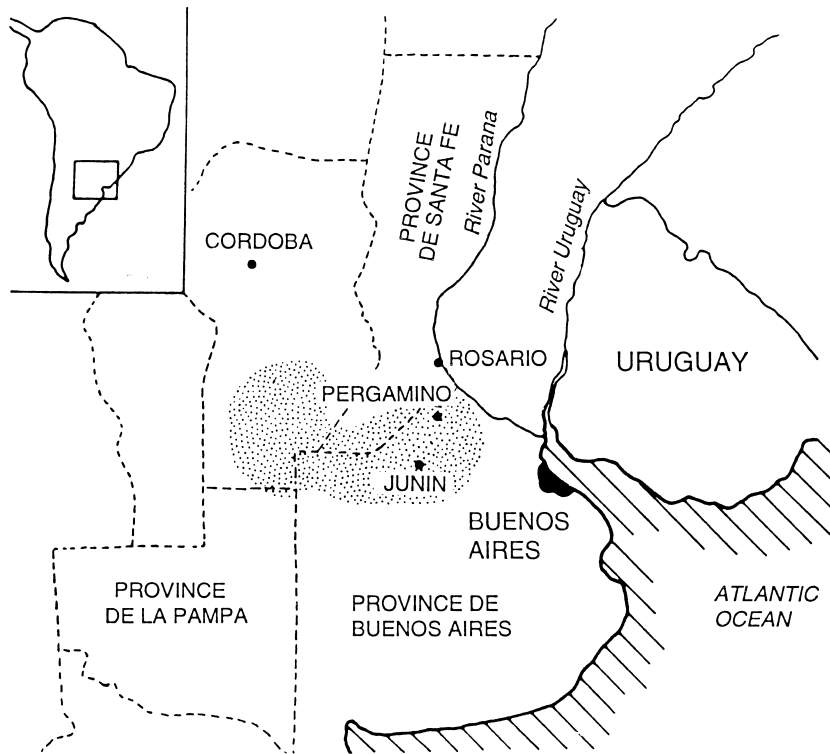 PROVINCE
DE SANTA FE
River Parana
River Uruguay
CORDOBA
ROSARIO
URUGUAY
PERGAMINO
JUNIN
BUENOS
AIRES
PROVINCE
DE LA PAMPA
PROVINCE DE
BUENOS AIRES
ATLANTIC
OCEAN